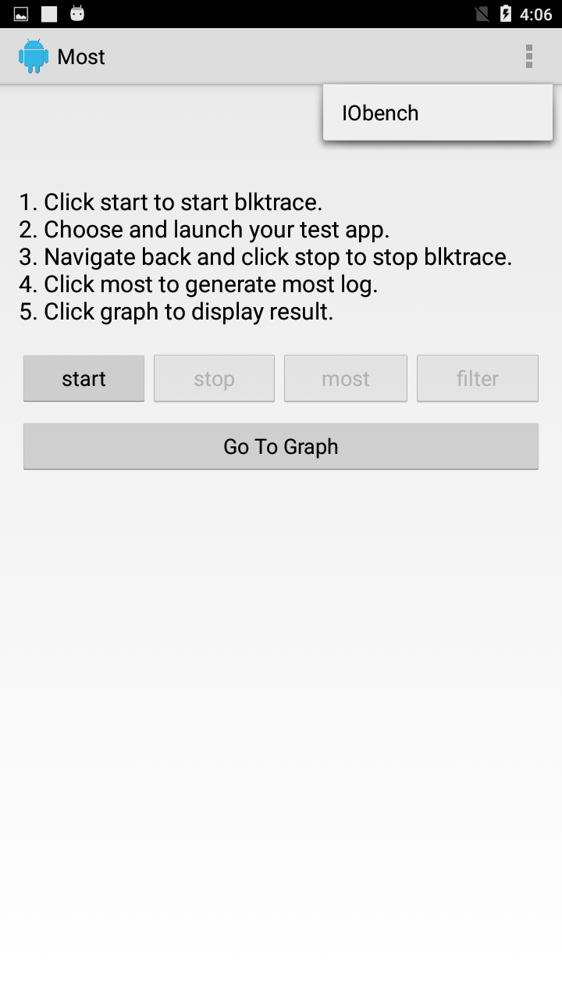 4:06
Most
IObench
1. Click start to start blktrace.
2. Choose and launch your test app.
3. Navigate back and click stop to stop blktrace.
4. Click most to generate most log.
5. Click graph to display result.
start stop most filter
Go To Graph